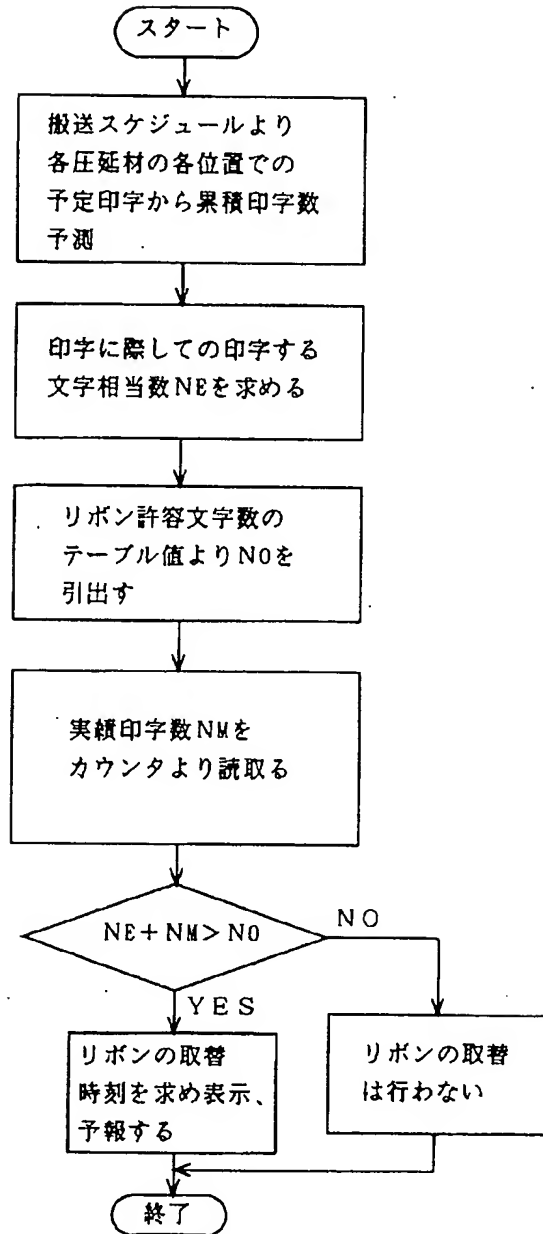 スタート
搬送スケジュールより
各圧延材の各位置での
予定印字から累積印字数
予測
印字に際しての印字する
文字相当数NEを求める
リボン許容文字数の
テーブル値よりN0を
引出す
実績印字数NMを
カウンタより読取る
NE+NM>N0
NO
YES
リボンの取替
時刻を求め表示、
予報する
リボンの取替
は行わない
終了